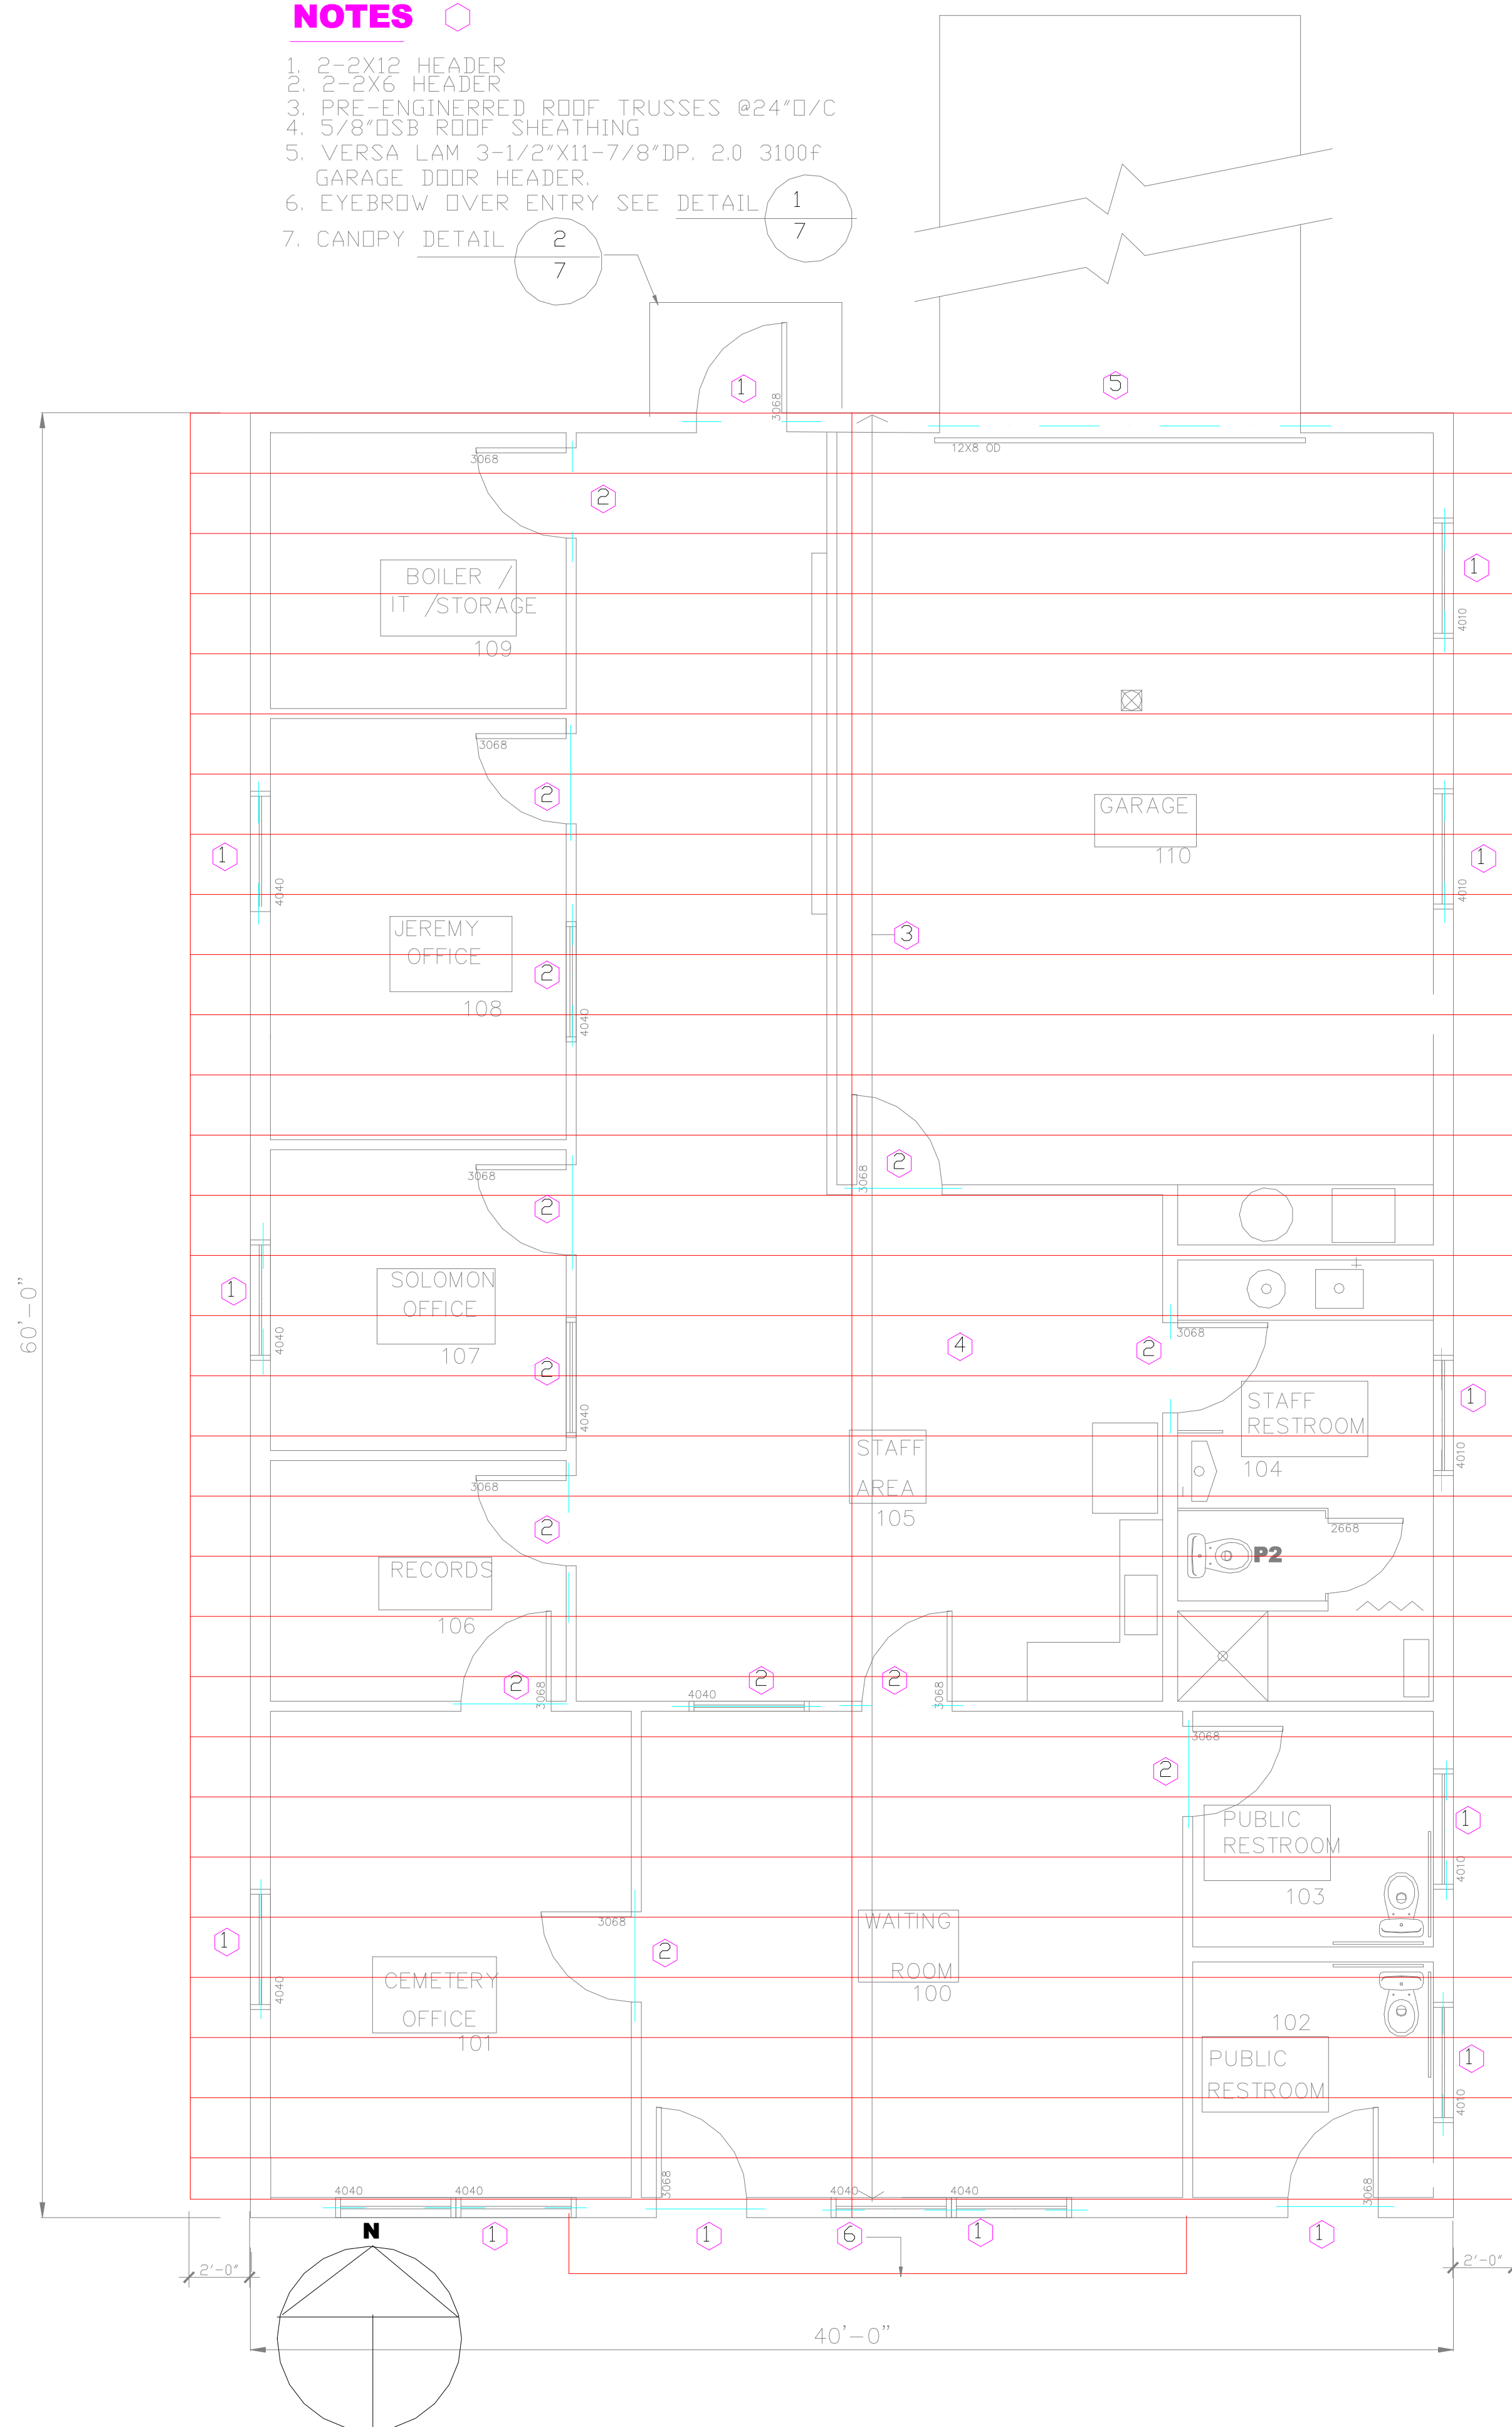 NOTES
1. 2-2X12 HEADER
2. 2-2X6 HEADER
3. PRE-ENGINERRED ROOF TRUSSES @24"O/C
4. 5/8"OSB ROOF SHEATHING
5. VERSA LAM 3-1/2"X11-7/8"DP. 2.0 3100f
GARAGE DOOR HEADER.
6. EYEBROW OVER ENTRY SEE DETAIL
1
7
7. CANOPY DETAIL
2
7
1
5
3068
12X8 OD
3068
2
BOILER /
IT /STORAGE
109
1
4010
3068
2
GARAGE
110
1
1
4040
4010
JEREMY
OFFICE
108
2
4040
3
3068
2
3068
2
SOLOMON
OFFICE
107
1
4040
2
4040
60'-0"
4
2
3068
STAFF
RESTROOM
104
1
4010
STAFF
AREA
105
3068
2
2668
P2
RECORDS
106
2
3068
2
4040
2
3068
3068
2
PUBLIC
RESTROOM
103
1
4010
3068
2
WAITING
ROOM
100
1
4040
CEMETERY
OFFICE
101
102
PUBLIC
RESTROOM
1
4010
4040
4040
3068
4040
4040
3068
N
1
1
6
1
1
2'-0"
2'-0"
40'-0"